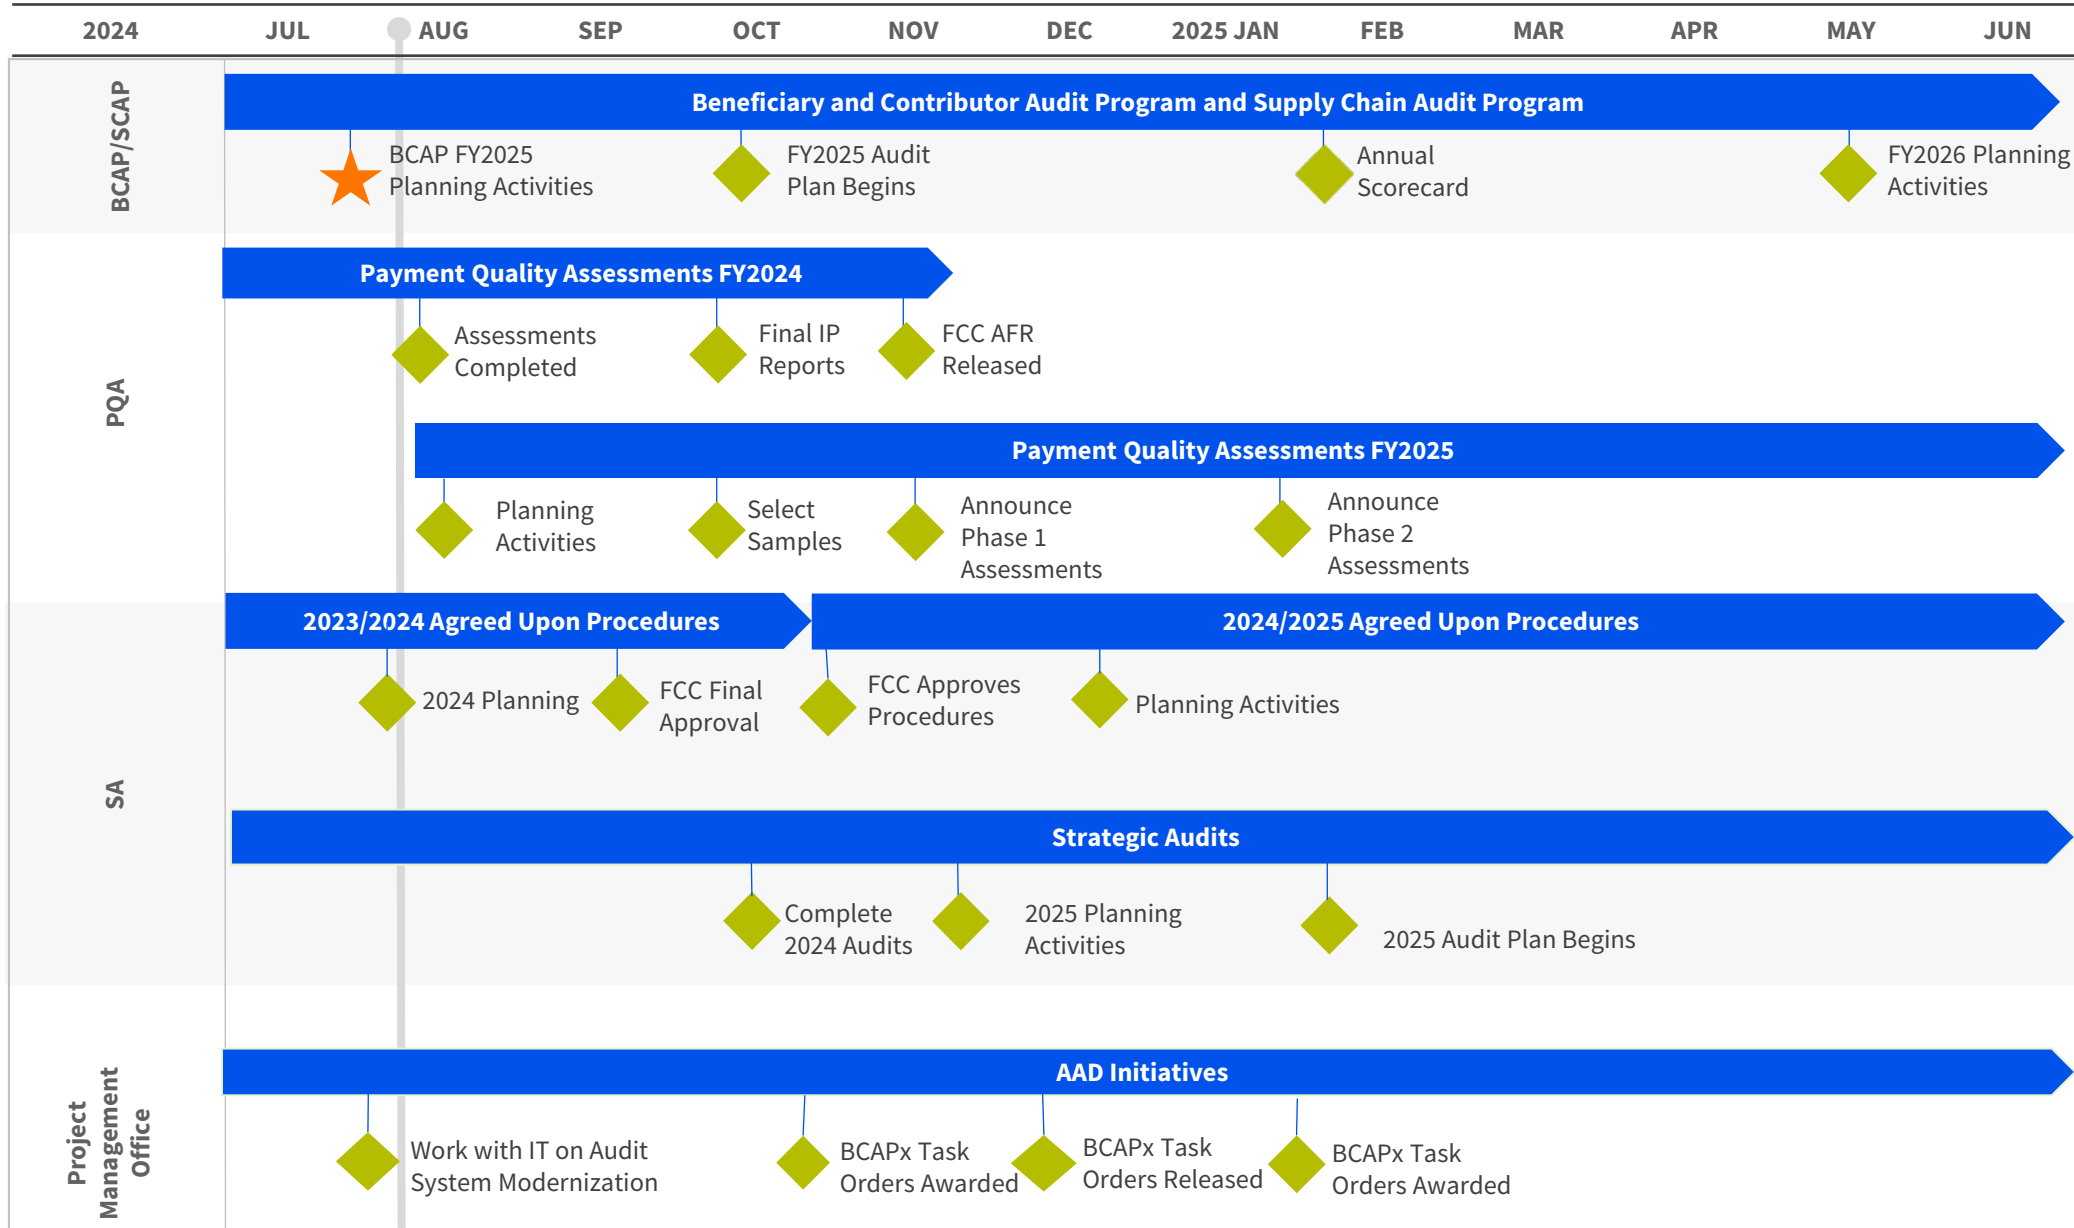 2024 JUL AUG SEP OCT NOV DEC 2025 JAN FEB MAR APR MAY JUN
BCAP/SCAP
Beneficiary and Contributor Audit Program and Supply Chain Audit Program
BCAP FY2025
Planning Activities
FY2025 Audit
Plan Begins
Annual
Scorecard
FY2026 Planning
Activities
PQA
Payment Quality Assessments FY2024
Assessments
Completed
Final IP
Reports
FCC AFR
Released
Payment Quality Assessments FY2025
Planning
Activities
Select
Samples
Announce
Phase 1
Assessments
Announce
Phase 2
Assessments
SA
2023/2024 Agreed Upon Procedures
2024/2025 Agreed Upon Procedures
2024 Planning
FCC Final
Approval
FCC Approves
Procedures
Planning Activities
Strategic Audits
Complete
2024 Audits
2025 Planning
Activities
2025 Audit Plan Begins
Project
Management
Office
AAD Initiatives
Work with IT on Audit
System Modernization
BCAPx Task
Orders Awarded
BCAPx Task
Orders Released
BCAPx Task
Orders Awarded